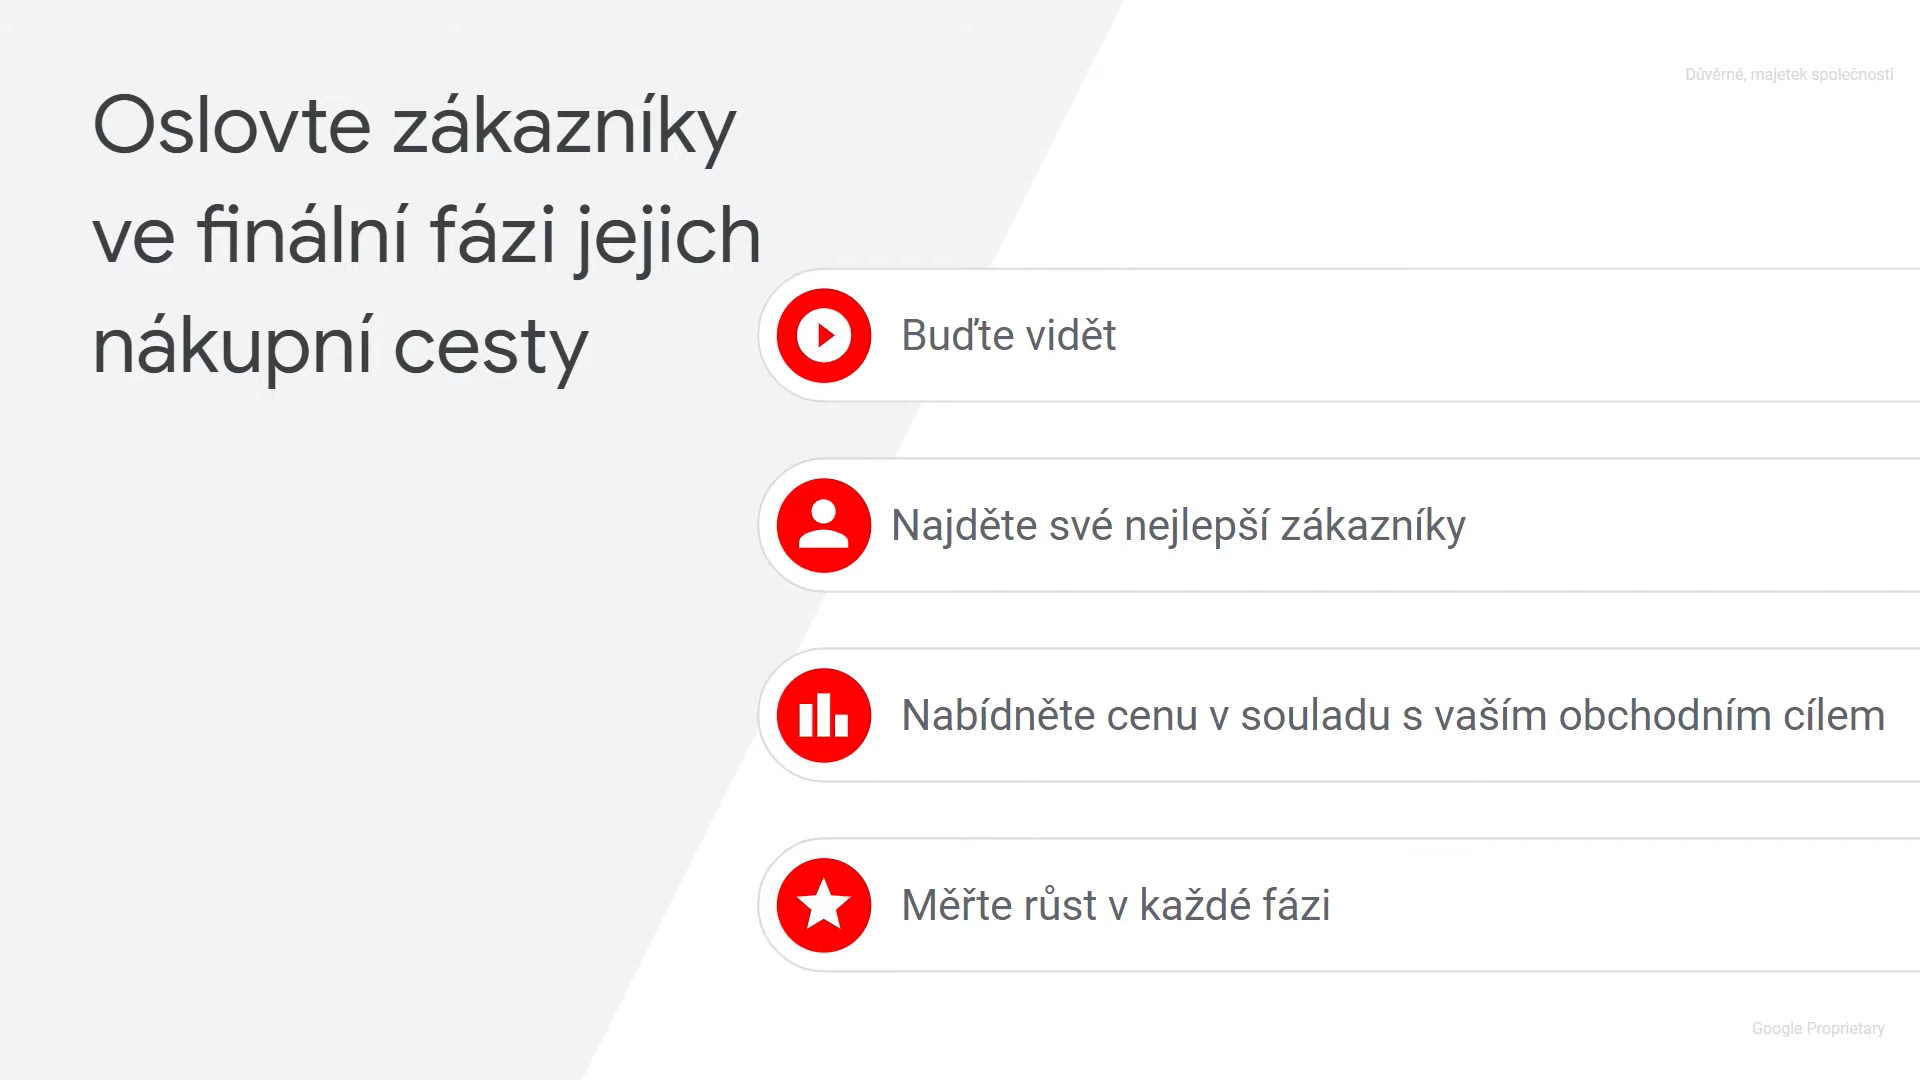 Důvěrné, majetek společnosti
Oslovte zákazníky
ve finální fázi jejich
nákupní cesty
Buďte vidět
Najděte své nejlepší zákazníky
Nabídněte cenu v souladu s vaším obchodním cílem
Měřte růst v každé fázi
Google Proprietary